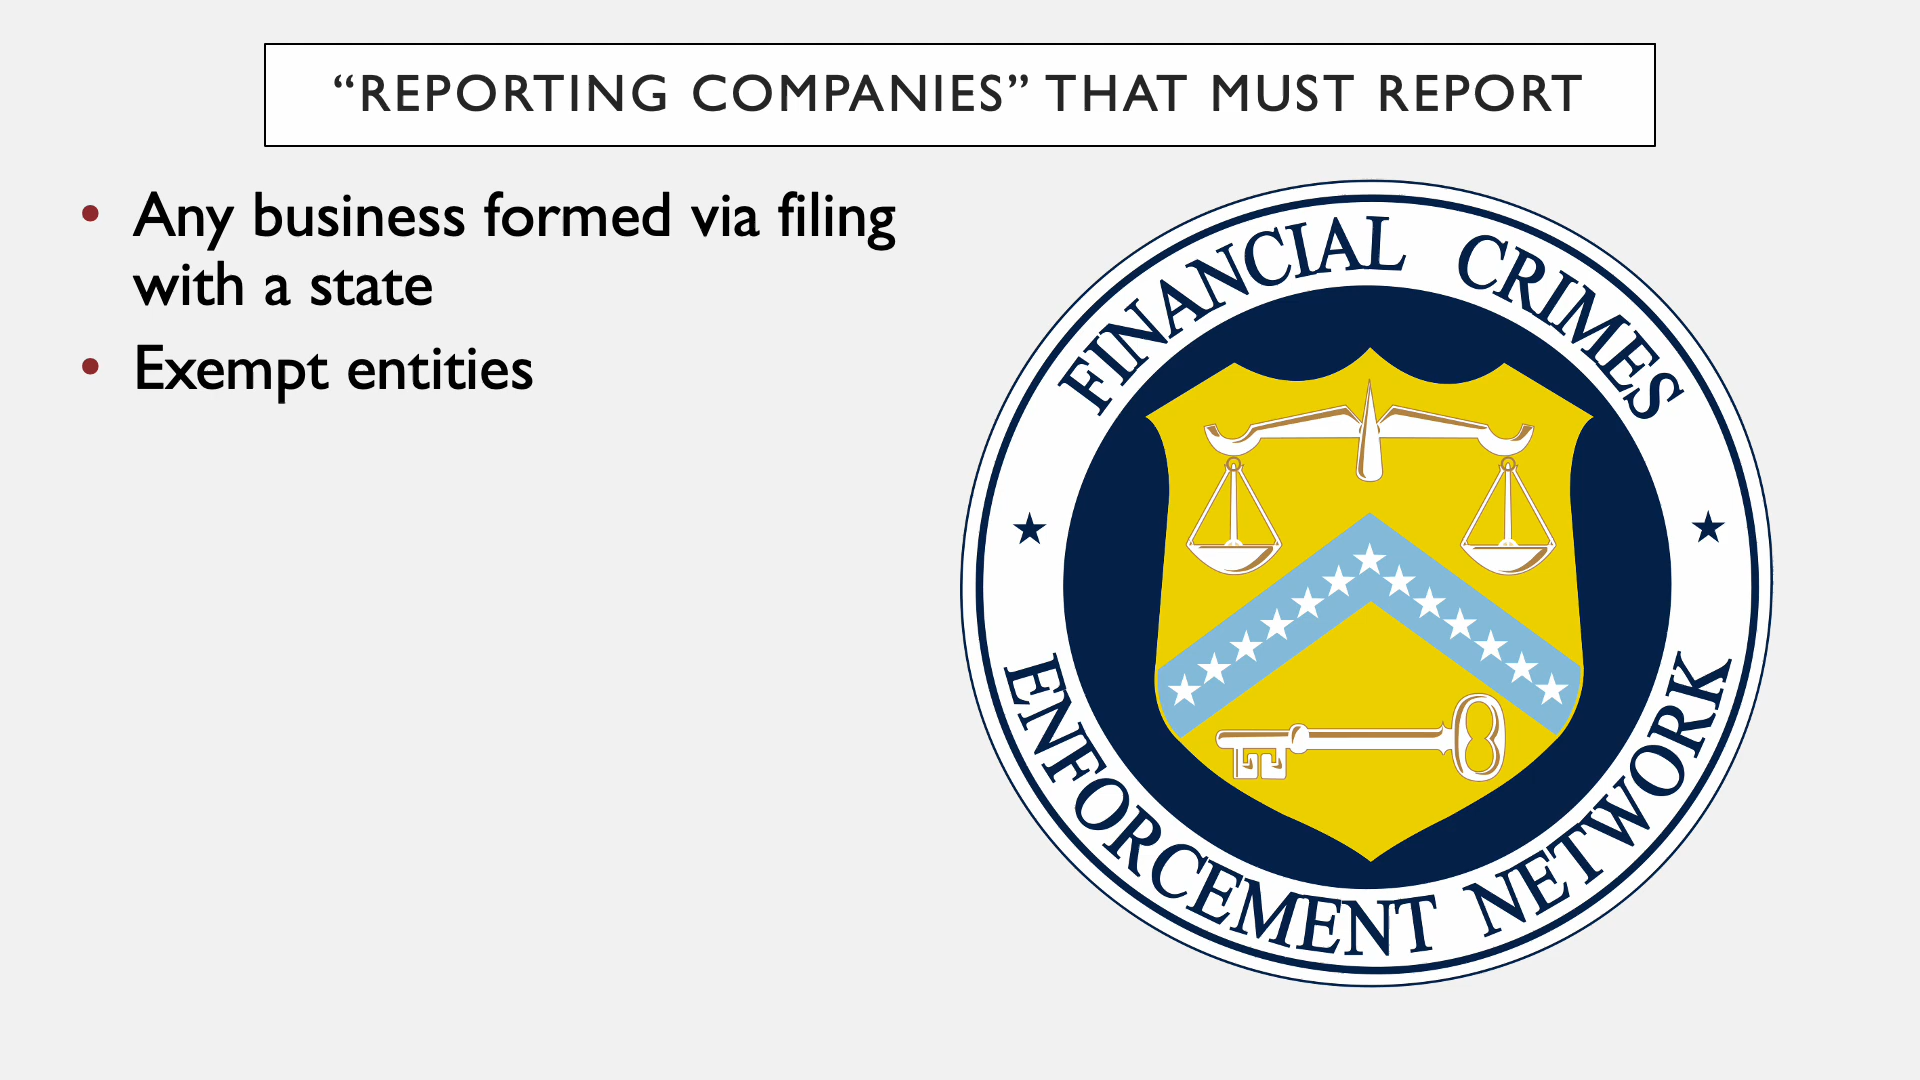 “REPORTING COMPANIES” THAT MUST REPORT
• Any business formed via filing
with a state
• Exempt entities
FINANCIAL CRIMES
ENFORCEMENT NETWORK